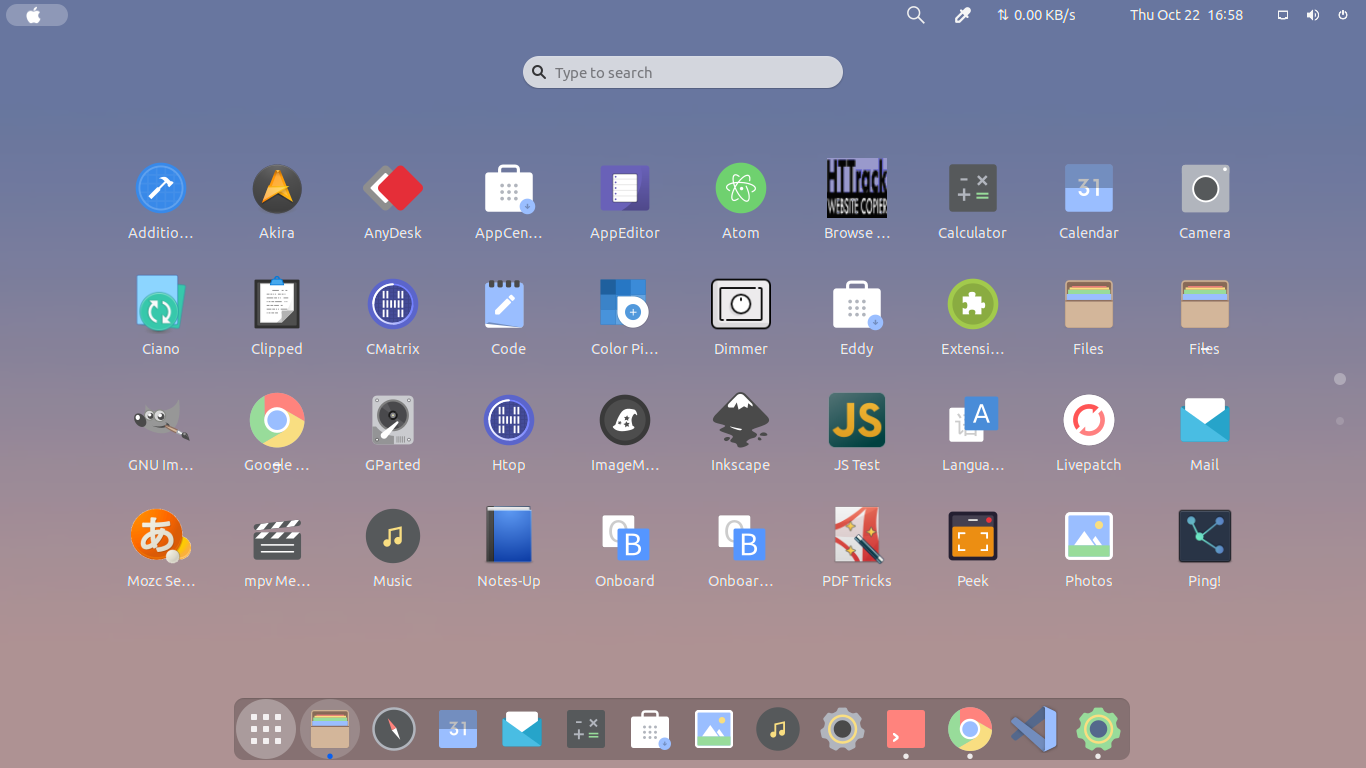 0.00 KB/s
Thu Oct 22 16:58
Type to search
Additio...
Akira
AnyDesk
AppCen...
AppEditor
Atom
HTTrack
WEBSITE COPIER
Browse ...
Calculator
31
Calendar
Camera
Ciano
Clipped
CMatrix
Code
Color Pi...
Dimmer
Eddy
Extensi...
Files
Files
GNU Im...
Google ...
GParted
Htop
ImageM...
Inkscape
JS
JS Test
A
Langua...
Livepatch
Mail
あ
Mozc Se...
mpv Me...
Music
Notes-Up
B
Onboard
B
Onboar...
PDF Tricks
Peek
Photos
Ping!
31